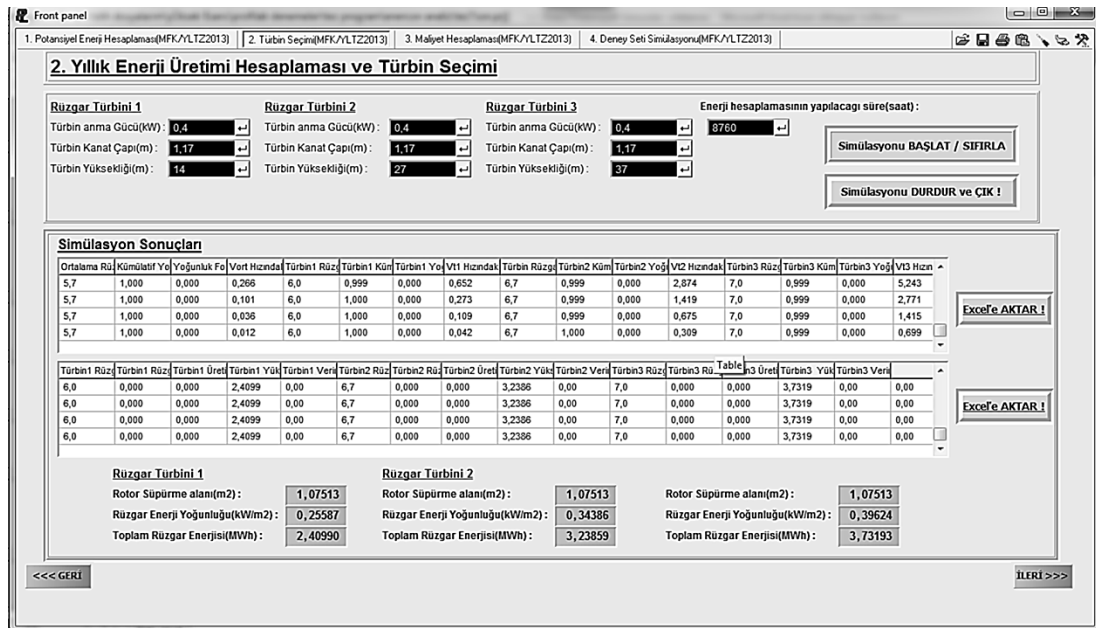 Front panel
1. Potansiyel Enerji Hesaplaması(MFK/YLTZ2013) 2. Türbin Seçimi(MFK/YLTZ2013) 3. Maliyet Hesaplaması(MFK/YLTZ2013) 4. Deney Seti Simülasyonu(MFK/YLTZ2013)
2. Yıllık Enerji Üretimi Hesaplaması ve Türbin Seçimi
Rüzgar Türbini 1 Rüzgar Türbini 2 Rüzgar Türbini 3 Enerji hesaplamasının yapılacagı süre(saat) :
Türbin anma Gücü(kW) : 0,4 Türbin anma Gücü(kW) : 0,4 Türbin anma Gücü(kW) : 0,4 8760
Türbin Kanat Çapı(m) : 1,17 Türbin Kanat Çapı(m) : 1,17 Türbin Kanat Çapı(m) : 1,17 Simülasyonu BAŞLAT / SIFIRLA
Türbin Yüksekliği(m) : 14 Türbin Yüksekliği(m) : 27 Türbin Yüksekliği(m) : 37
Simülasyonu DURDUR ve ÇIK !
Simülasyon Sonuçları
Ortalama Rü Kümülatif Yo Yoğunluk Fo Vort Hızındal Türbin1 Rüzg Türbin1 Küm Türbin1 Yo Vt1 Hızındak Türbin Rüzga Türbin2 Küm Türbin2 Yoğı Vt2 Hızındak Türbin3 Rüzg Türbin3 Küm Türbin3 Yoğı Vt3 Hızın
5,7 1,000 0,000 0,266 6,0 0,999 0,000 0,652 6,7 0,999 0,000 2,874 7,0 0,999 0,000 5,243
5,7 1,000 0,000 0,101 6,0 1,000 0,000 0,273 6,7 0,999 0,000 1,419 7,0 0,999 0,000 2,771
5,7 1,000 0,000 0,036 6,0 1,000 0,000 0,109 6,7 0,999 0,000 0,675 7,0 0,999 0,000 1,415
5,7 1,000 0,000 0,012 6,0 1,000 0,000 0,042 6,7 1,000 0,000 0,309 7,0 0,999 0,000 0,699
Excel'e AKTAR !
Table
Türbin1 Rüzg Türbin1 Rüzg Türbin1 Üreti Türbin1 Yük Türbin1 Veri Türbin2 Rüz Türbin2 Rüz Türbin2 Üreti Türbin2 Yük Türbin2 Veri Türbin3 Rüzg Türbin3 Rü n3 Üreti Türbin3 Yük Türbin3 Veri
6,0 0,000 0,000 2,4099 0,00 6,7 0,000 0,000 3,2386 0,00 7,0 0,000 0,000 3,7319 0,00 0,00
6,0 0,000 0,000 2,4099 0,00 6,7 0,000 0,000 3,2386 0,00 7,0 0,000 0,000 3,7319 0,00 0,00
6,0 0,000 0,000 2,4099 0,00 6,7 0,000 0,000 3,2386 0,00 7,0 0,000 0,000 3,7319 0,00 0,00
6,0 0,000 0,000 2,4099 0,00 6,7 0,000 0,000 3,2386 0,00 7,0 0,000 0,000 3,7319 0,00 0,00
Excel'e AKTAR !
Rüzgar Türbini 1 Rüzgar Türbini 2
Rotor Süpürme alanı(m2) : 1,07513 Rotor Süpürme alanı(m2) : 1,07513 Rotor Süpürme alanı(m2) : 1,07513
Rüzgar Enerji Yoğunluğu(kW/m2) : 0,25587 Rüzgar Enerji Yoğunluğu(kW/m2) : 0,34386 Rüzgar Enerji Yoğunluğu(kW/m2) : 0,39624
Toplam Rüzgar Enerjisi(MWh) : 2,40990 Toplam Rüzgar Enerjisi(MWh) : 3,23859 Toplam Rüzgar Enerjisi(MWh) : 3,73193
<<< GERİ İLERİ >>>